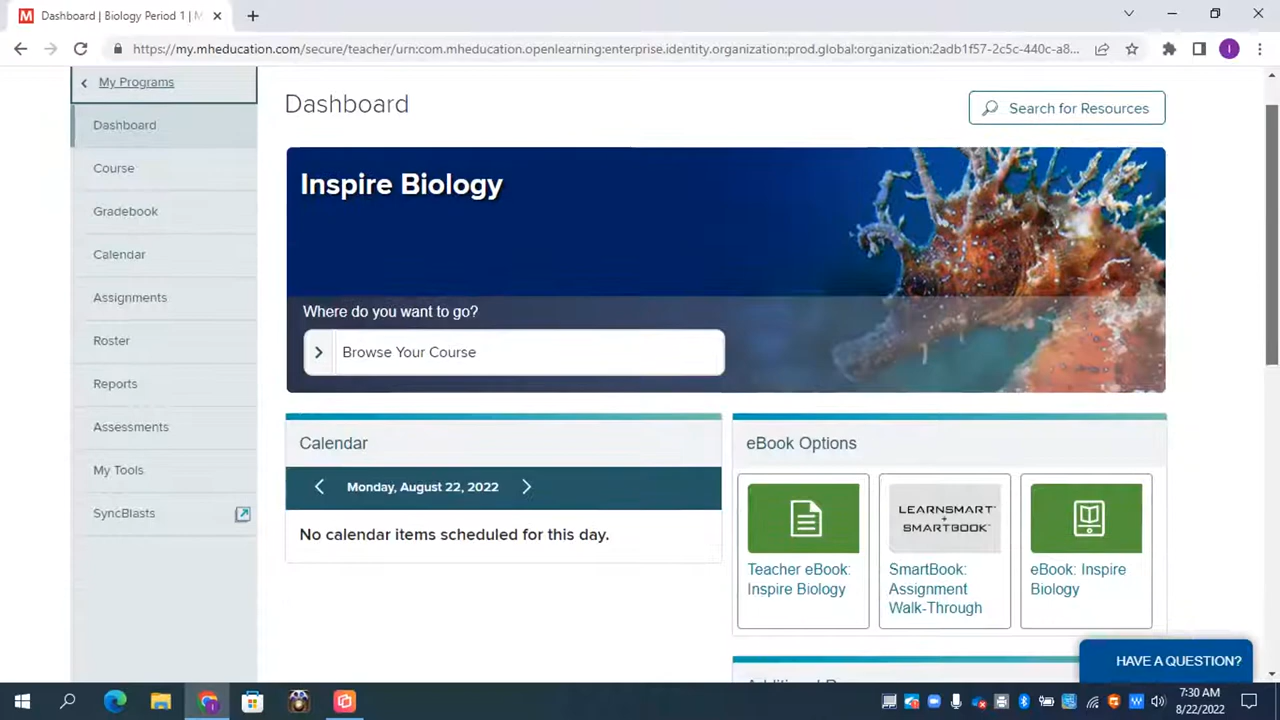 M Dashboard | Biology Period 1 | M
https://my.mheducation.com/secure/teacher/urn:com.mheducation.openlearning:enterprise.identity.organization:prod.global:organization:2adb1f57-2c5c-440c-a8...
I
My Programs
Dashboard
Course
Gradebook
Calendar
Assignments
Roster
Reports
Assessments
My Tools
SyncBlasts
Dashboard
Search for Resources
Inspire Biology
Where do you want to go?
Browse Your Course
Calendar
Monday, August 22, 2022
No calendar items scheduled for this day.
eBook Options
Teacher eBook:
Inspire Biology
LEARNSMART
+
SMARTBOOK
SmartBook:
Assignment
Walk-Through
eBook: Inspire
Biology
HAVE A QUESTION?
7:30 AM
8/22/2022